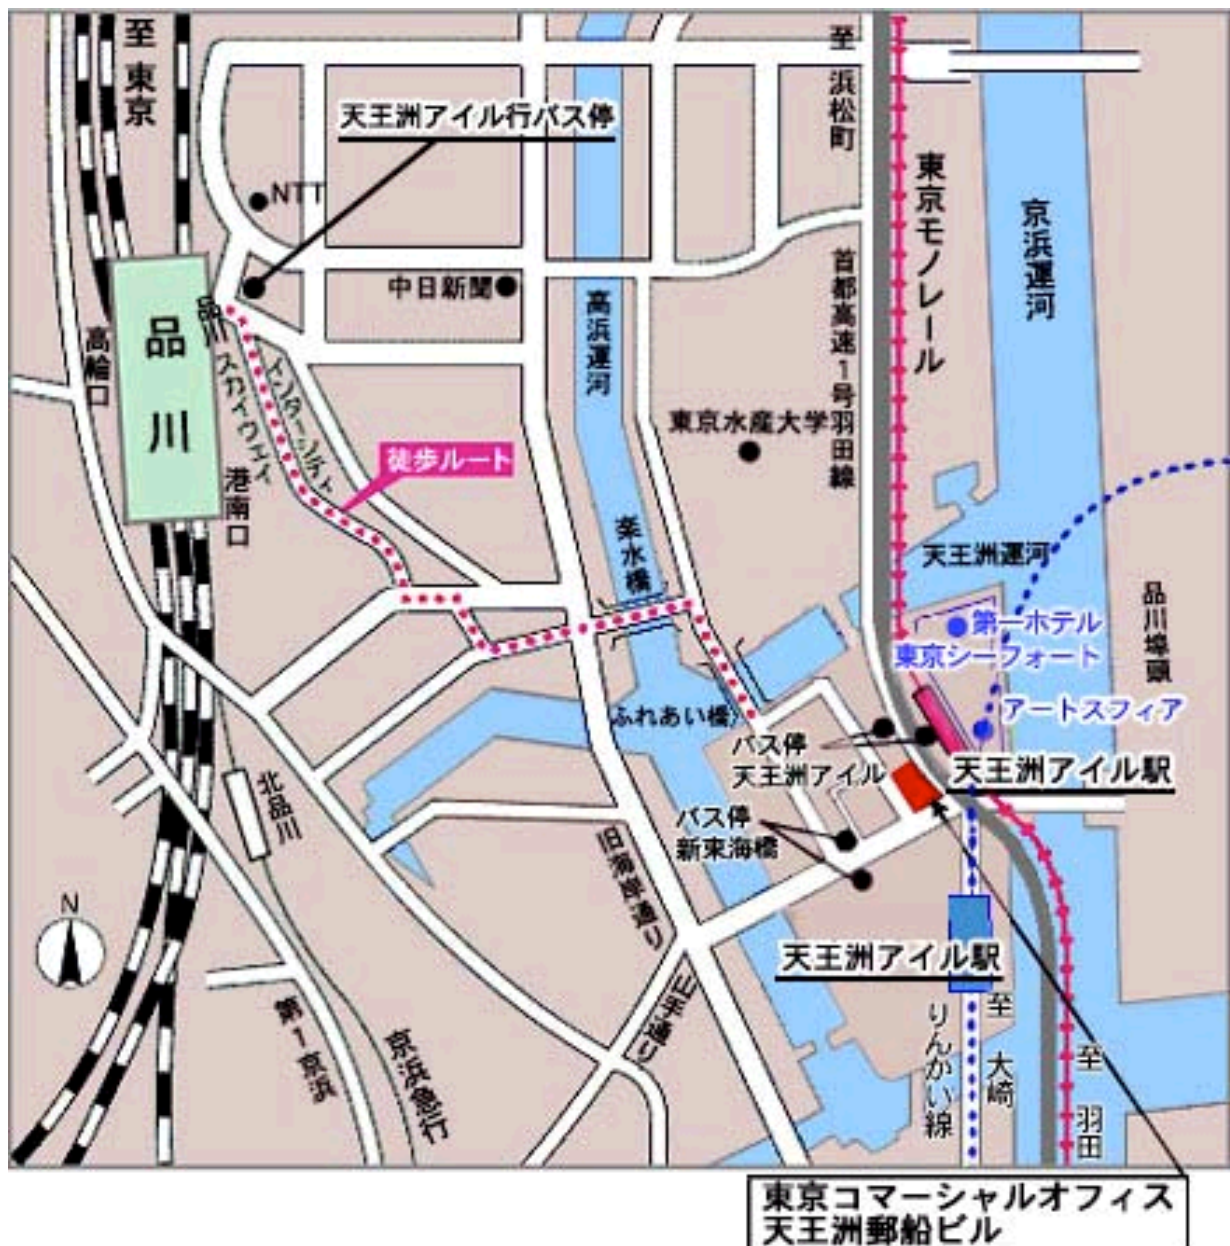 至 東京
天王洲アイル行バス停
NTT
至 浜松町
東京モノレール
京浜運河
中日新聞
高浜運河
首都高速1号羽田線
品川
高輪口
品川スカイウェイ
インターシティ
港南口
徒歩ルート
東京水産大学
楽水橋
天王洲運河
品川埠頭
第一ホテル
東京シーフォート
アートスフィア
ふれあい橋
バス停
天王洲アイル
天王洲アイル駅
バス停
新東海橋
北品川
旧海岸通り
N
天王洲アイル駅
山手通り
第1京浜
京浜急行
りんかい線
至 大崎
至 羽田
東京コマーシャルオフィス
天王洲郵船ビル